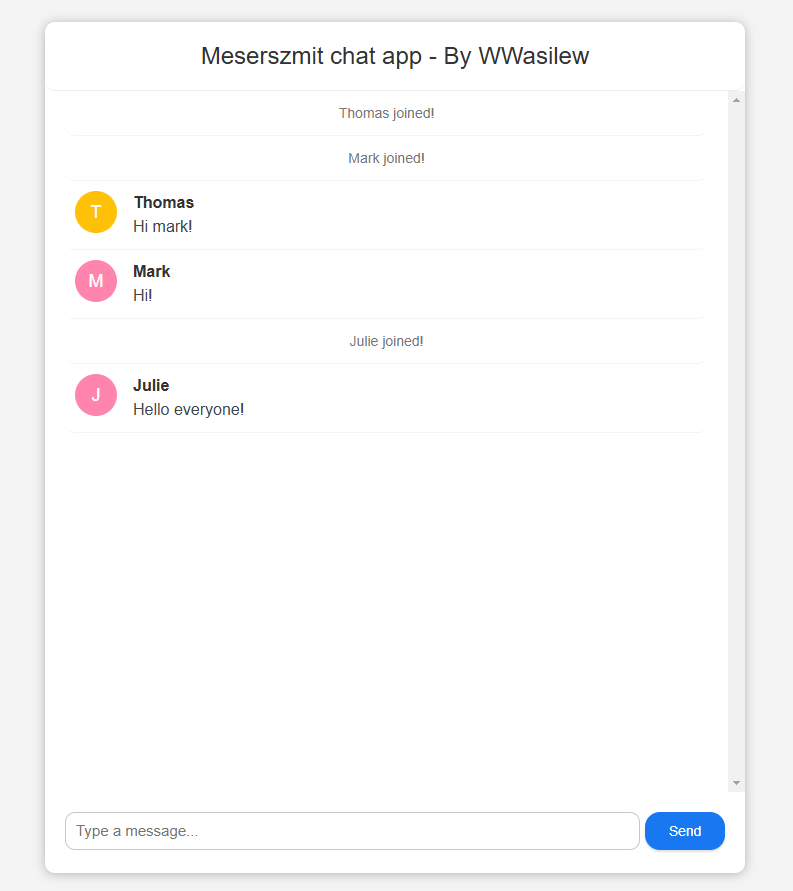 Meserszmit chat app - By WWasilew
Thomas joined!
Mark joined!
T
Thomas
Hi mark!
M
Mark
Hi!
Julie joined!
J
Julie
Hello everyone!
Type a message...
Send